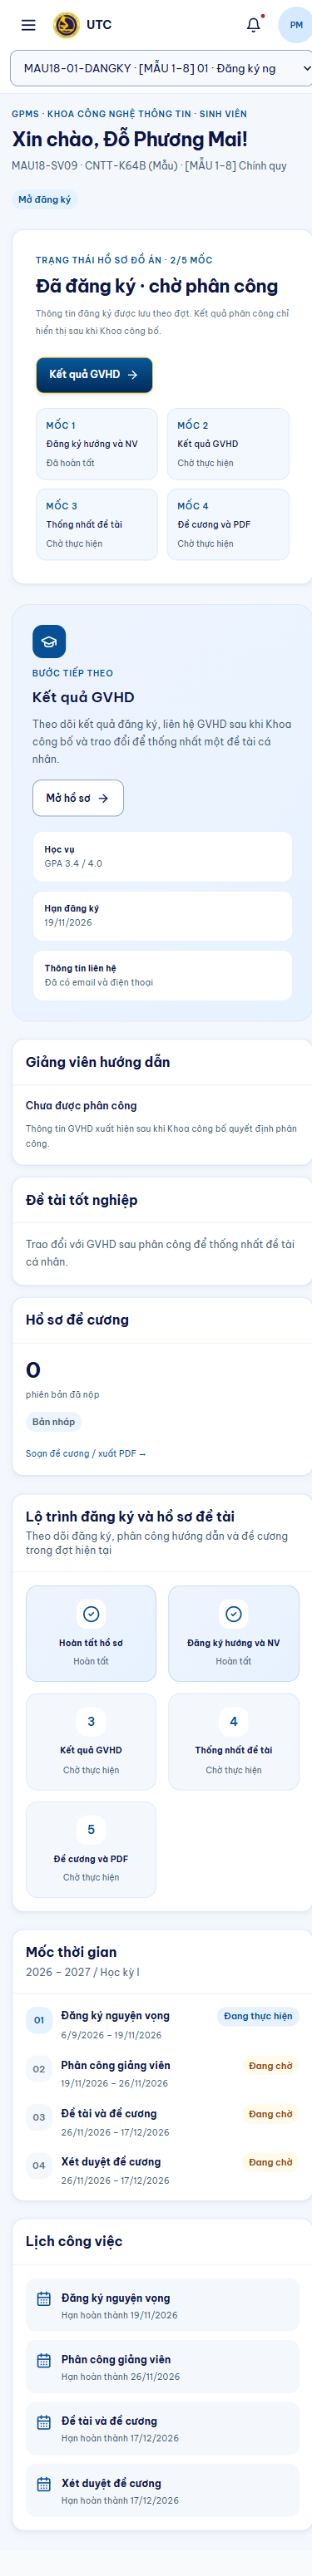 UTC
PM
MAU18-01-DANGKY · [MẪU 1–8] 01 · Đăng ký ng
GPMS · KHOA CÔNG NGHỆ THÔNG TIN · SINH VIÊN
Xin chào, Đỗ Phương Mai!
MAU18-SV09 · CNTT-K64B (Mẫu) · [MẪU 1–8] Chính quy
Mở đăng ký
TRẠNG THÁI HỒ SƠ ĐỒ ÁN · 2/5 MỐC
Đã đăng ký · chờ phân công
Thông tin đăng ký được lưu theo đợt. Kết quả phân công chỉ
hiển thị sau khi Khoa công bố.
Kết quả GVHD →
MỐC 1
Đăng ký hướng và NV
Đã hoàn tất
MỐC 2
Kết quả GVHD
Chờ thực hiện
MỐC 3
Thống nhất đề tài
Chờ thực hiện
MỐC 4
Đề cương và PDF
Chờ thực hiện
BƯỚC TIẾP THEO
Kết quả GVHD
Theo dõi kết quả đăng ký, liên hệ GVHD sau khi Khoa
công bố và trao đổi để thống nhất một đề tài cá
nhân.
Mở hồ sơ →
Học vụ
GPA 3.4 / 4.0
Hạn đăng ký
19/11/2026
Thông tin liên hệ
Đã có email và điện thoại
Giảng viên hướng dẫn
Chưa được phân công
Thông tin GVHD xuất hiện sau khi Khoa công bố quyết định phân
công.
Đề tài tốt nghiệp
Trao đổi với GVHD sau phân công để thống nhất đề tài
cá nhân.
Hồ sơ đề cương
0
phiên bản đã nộp
Bản nháp
Soạn đề cương / xuất PDF →
Lộ trình đăng ký và hồ sơ đề tài
Theo dõi đăng ký, phân công hướng dẫn và đề cương
trong đợt hiện tại
Hoàn tất hồ sơ
Hoàn tất
Đăng ký hướng và NV
Hoàn tất
3
Kết quả GVHD
Chờ thực hiện
4
Thống nhất đề tài
Chờ thực hiện
5
Đề cương và PDF
Chờ thực hiện
Mốc thời gian
2026 – 2027 / Học kỳ I
01 Đăng ký nguyện vọng Đang thực hiện
6/9/2026 – 19/11/2026
02 Phân công giảng viên Đang chờ
19/11/2026 – 26/11/2026
03 Đề tài và đề cương Đang chờ
26/11/2026 – 17/12/2026
04 Xét duyệt đề cương Đang chờ
26/11/2026 – 17/12/2026
Lịch công việc
Đăng ký nguyện vọng
Hạn hoàn thành 19/11/2026
Phân công giảng viên
Hạn hoàn thành 26/11/2026
Đề tài và đề cương
Hạn hoàn thành 17/12/2026
Xét duyệt đề cương
Hạn hoàn thành 17/12/2026